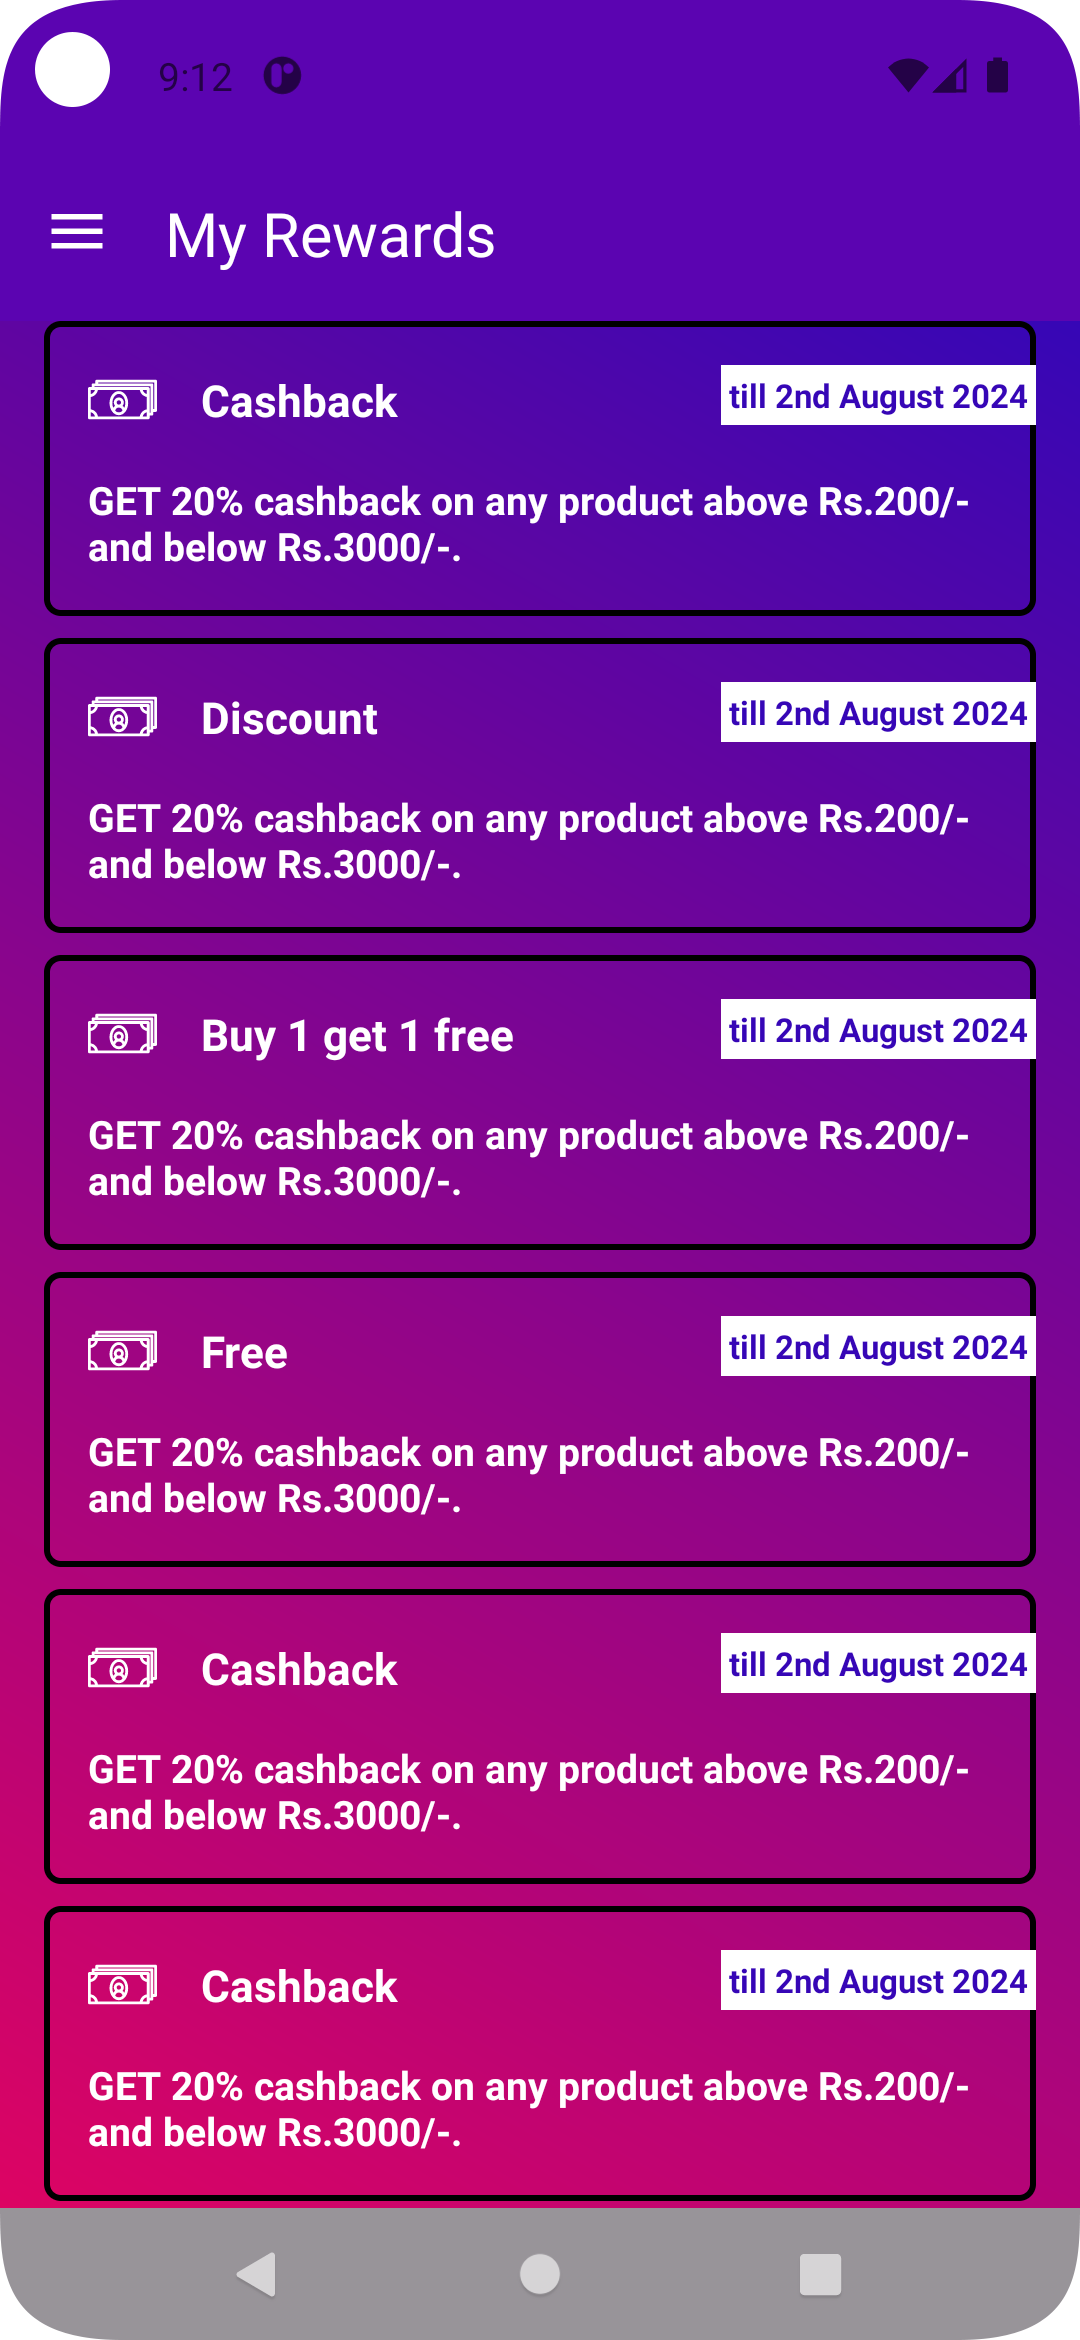 9:12
My Rewards
Cashback till 2nd August 2024
GET 20% cashback on any product above Rs.200/-
and below Rs.3000/-.
Discount till 2nd August 2024
GET 20% cashback on any product above Rs.200/-
and below Rs.3000/-.
Buy 1 get 1 free till 2nd August 2024
GET 20% cashback on any product above Rs.200/-
and below Rs.3000/-.
Free till 2nd August 2024
GET 20% cashback on any product above Rs.200/-
and below Rs.3000/-.
Cashback till 2nd August 2024
GET 20% cashback on any product above Rs.200/-
and below Rs.3000/-.
Cashback till 2nd August 2024
GET 20% cashback on any product above Rs.200/-
and below Rs.3000/-.